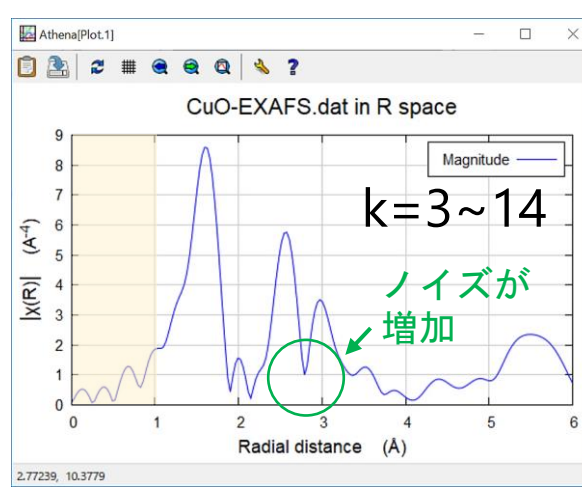 Athena[Plot.1]
CuO-EXAFS.dat in R space
Magnitude
k=3~14
ノイズが
増加
|χ(R)| (Å⁻⁴)
9
8
7
6
5
4
3
2
1
0
0 1 2 3 4 5 6
Radial distance (Å)
2.77239, 10.3779